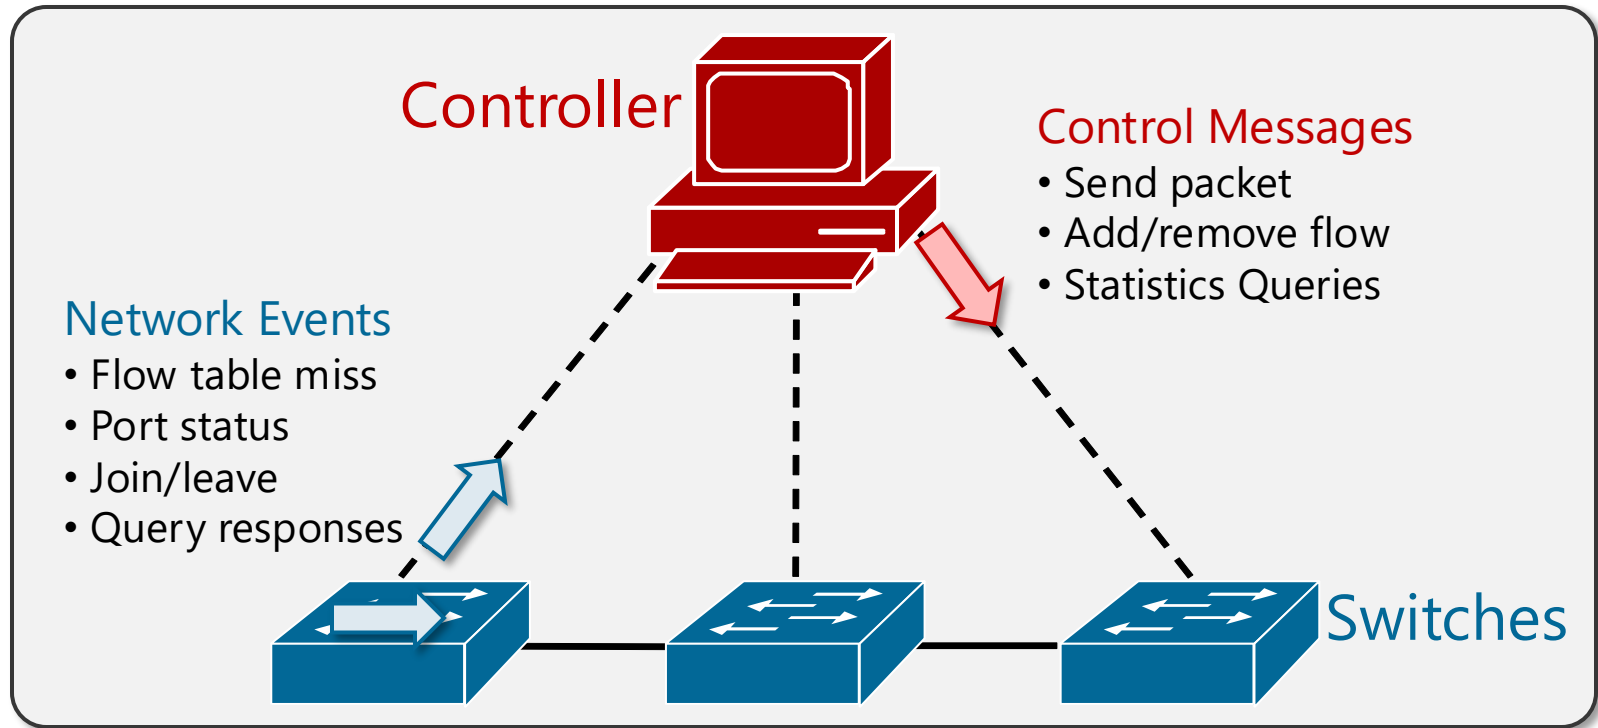 Controller
Control Messages
• Send packet
• Add/remove flow
• Statistics Queries
Network Events
• Flow table miss
• Port status
• Join/leave
• Query responses
Switches